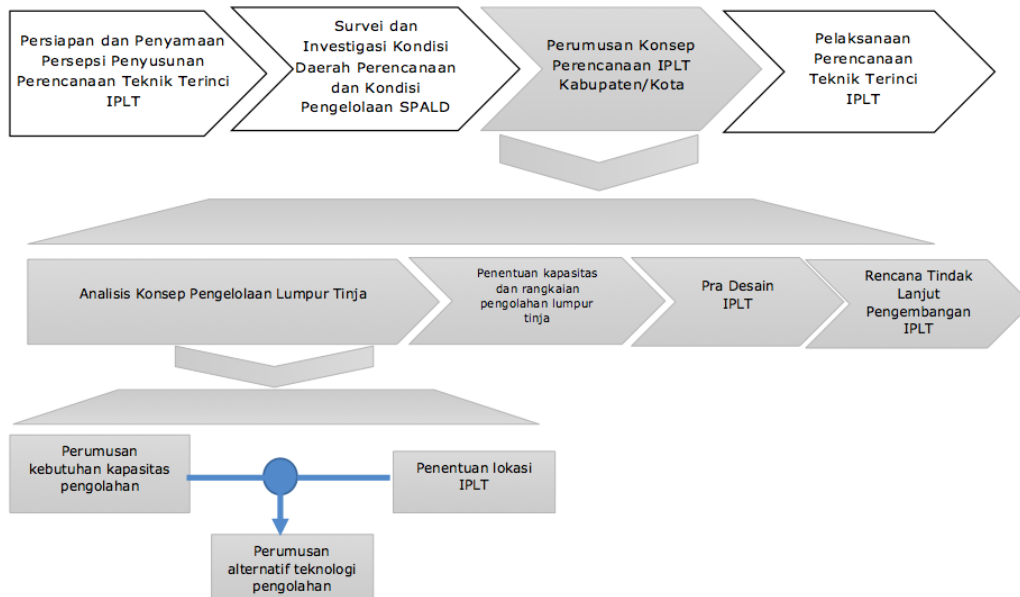 Persiapan dan Penyamaan
Persepsi Penyusunan
Perencanaan Teknik Terinci
IPLT
Survei dan
Investigasi Kondisi
Daerah Perencanaan
dan Kondisi
Pengelolaan SPALD
Perumusan Konsep
Perencanaan IPLT
Kabupaten/Kota
Pelaksanaan
Perencanaan
Teknik Terinci
IPLT
Analisis Konsep Pengelolaan Lumpur Tinja
Penentuan kapasitas
dan rangkaian
pengolahan lumpur
tinja
Pra Desain
IPLT
Rencana Tindak
Lanjut
Pengembangan
IPLT
Perumusan
kebutuhan kapasitas
pengolahan
Penentuan lokasi
IPLT
Perumusan
alternatif teknologi
pengolahan